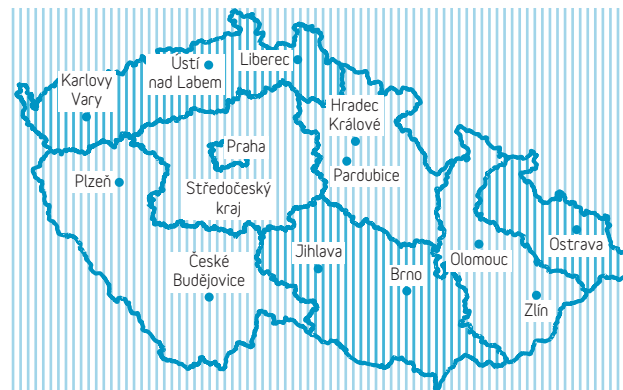 Liberec
Ústí
nad Labem
Karlovy
Vary
Hradec
Králové
Praha
Pardubice
Plzeň
Středočeský
kraj
Ostrava
Jihlava
Olomouc
České
Budějovice
Brno
Zlín